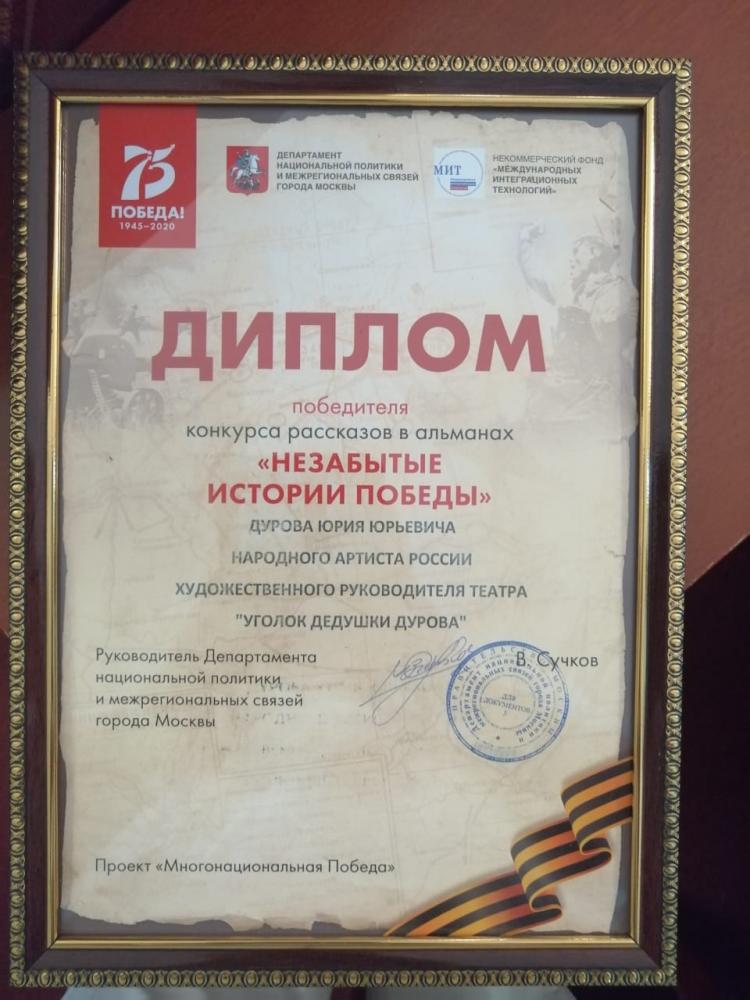 75
ПОБЕДА!
1945–2020
ДЕПАРТАМЕНТ
НАЦИОНАЛЬНОЙ ПОЛИТИКИ
И МЕЖРЕГИОНАЛЬНЫХ СВЯЗЕЙ
ГОРОДА МОСКВЫ
МИТ
НЕКОММЕРЧЕСКИЙ ФОНД
«МЕЖДУНАРОДНЫХ
ИНТЕГРАЦИОННЫХ
ТЕХНОЛОГИЙ»
ДИПЛОМ
победителя
конкурса рассказов в альманах
«НЕЗАБЫТЫЕ
ИСТОРИИ ПОБЕДЫ»
ДУРОВА ЮРИЯ ЮРЬЕВИЧА
НАРОДНОГО АРТИСТА РОССИИ
ХУДОЖЕСТВЕННОГО РУКОВОДИТЕЛЯ ТЕАТРА
"УГОЛОК ДЕДУШКИ ДУРОВА"
Руководитель Департамента
национальной политики
и межрегиональных связей
города Москвы
В. Сучков
для
ДОКУМЕНТОВ
Проект «Многонациональная Победа»